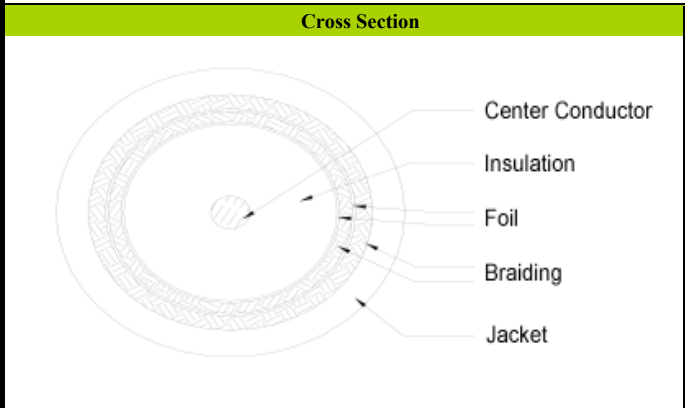 Cross Section
Center Conductor
Insulation
Foil
Braiding
Jacket